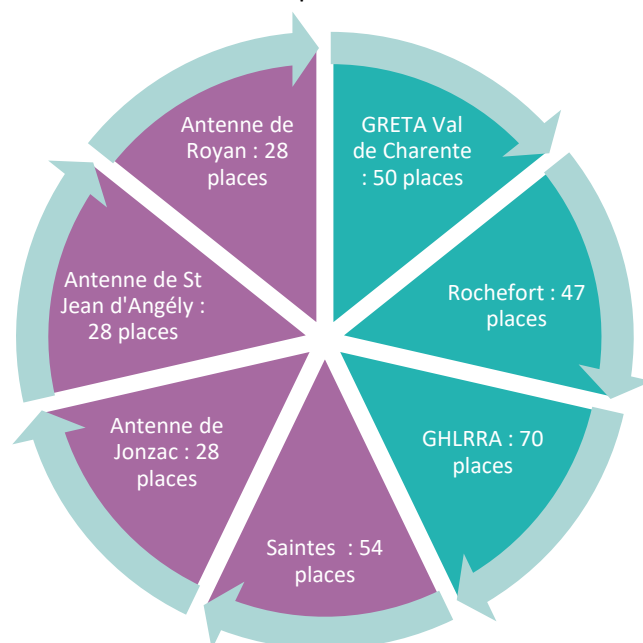 GRETA Val
de Charente
: 50 places
Rochefort : 47
places
GHLRRA : 70
places
Saintes : 54
places
Antenne de
Jonzac : 28
places
Antenne de St
Jean d'Angély :
28 places
Antenne de
Royan : 28
places